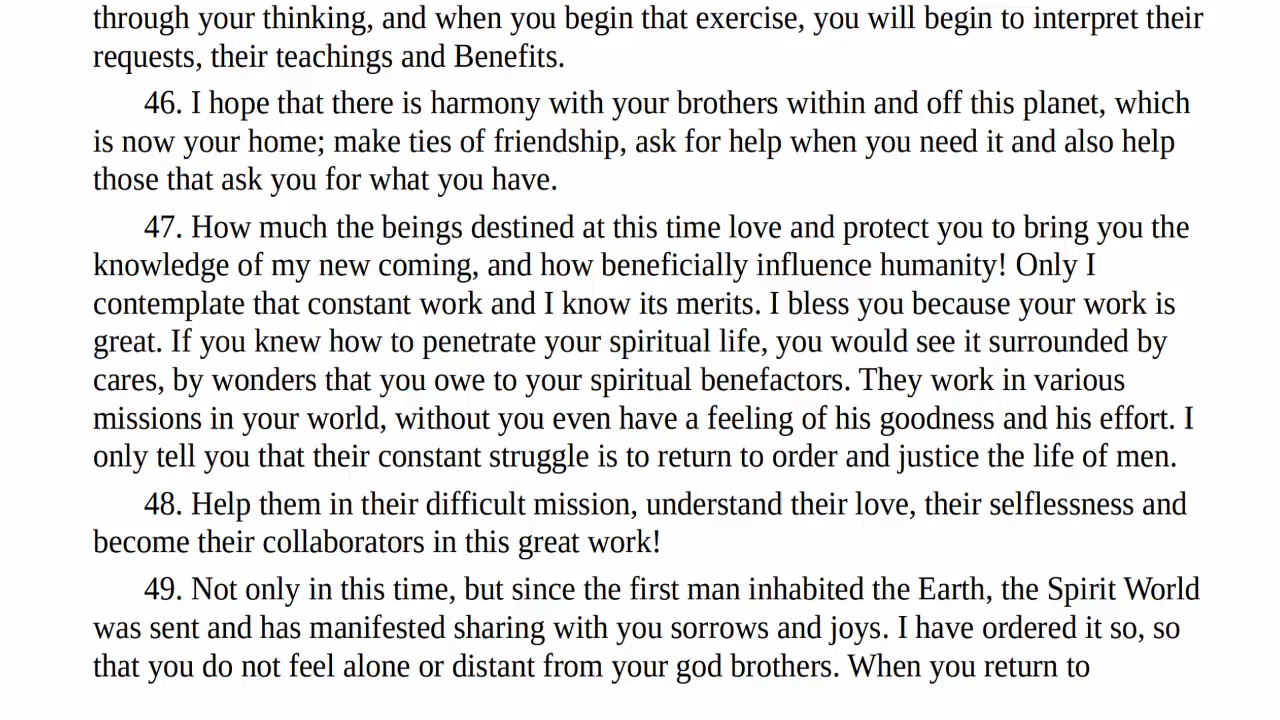 through your thinking, and when you begin that exercise, you will begin to interpret their
requests, their teachings and Benefits.
46. I hope that there is harmony with your brothers within and off this planet, which
is now your home; make ties of friendship, ask for help when you need it and also help
those that ask you for what you have.
47. How much the beings destined at this time love and protect you to bring you the
knowledge of my new coming, and how beneficially influence humanity! Only I
contemplate that constant work and I know its merits. I bless you because your work is
great. If you knew how to penetrate your spiritual life, you would see it surrounded by
cares, by wonders that you owe to your spiritual benefactors. They work in various
missions in your world, without you even have a feeling of his goodness and his effort. I
only tell you that their constant struggle is to return to order and justice the life of men.
48. Help them in their difficult mission, understand their love, their selflessness and
become their collaborators in this great work!
49. Not only in this time, but since the first man inhabited the Earth, the Spirit World
was sent and has manifested sharing with you sorrows and joys. I have ordered it so, so
that you do not feel alone or distant from your god brothers. When you return to